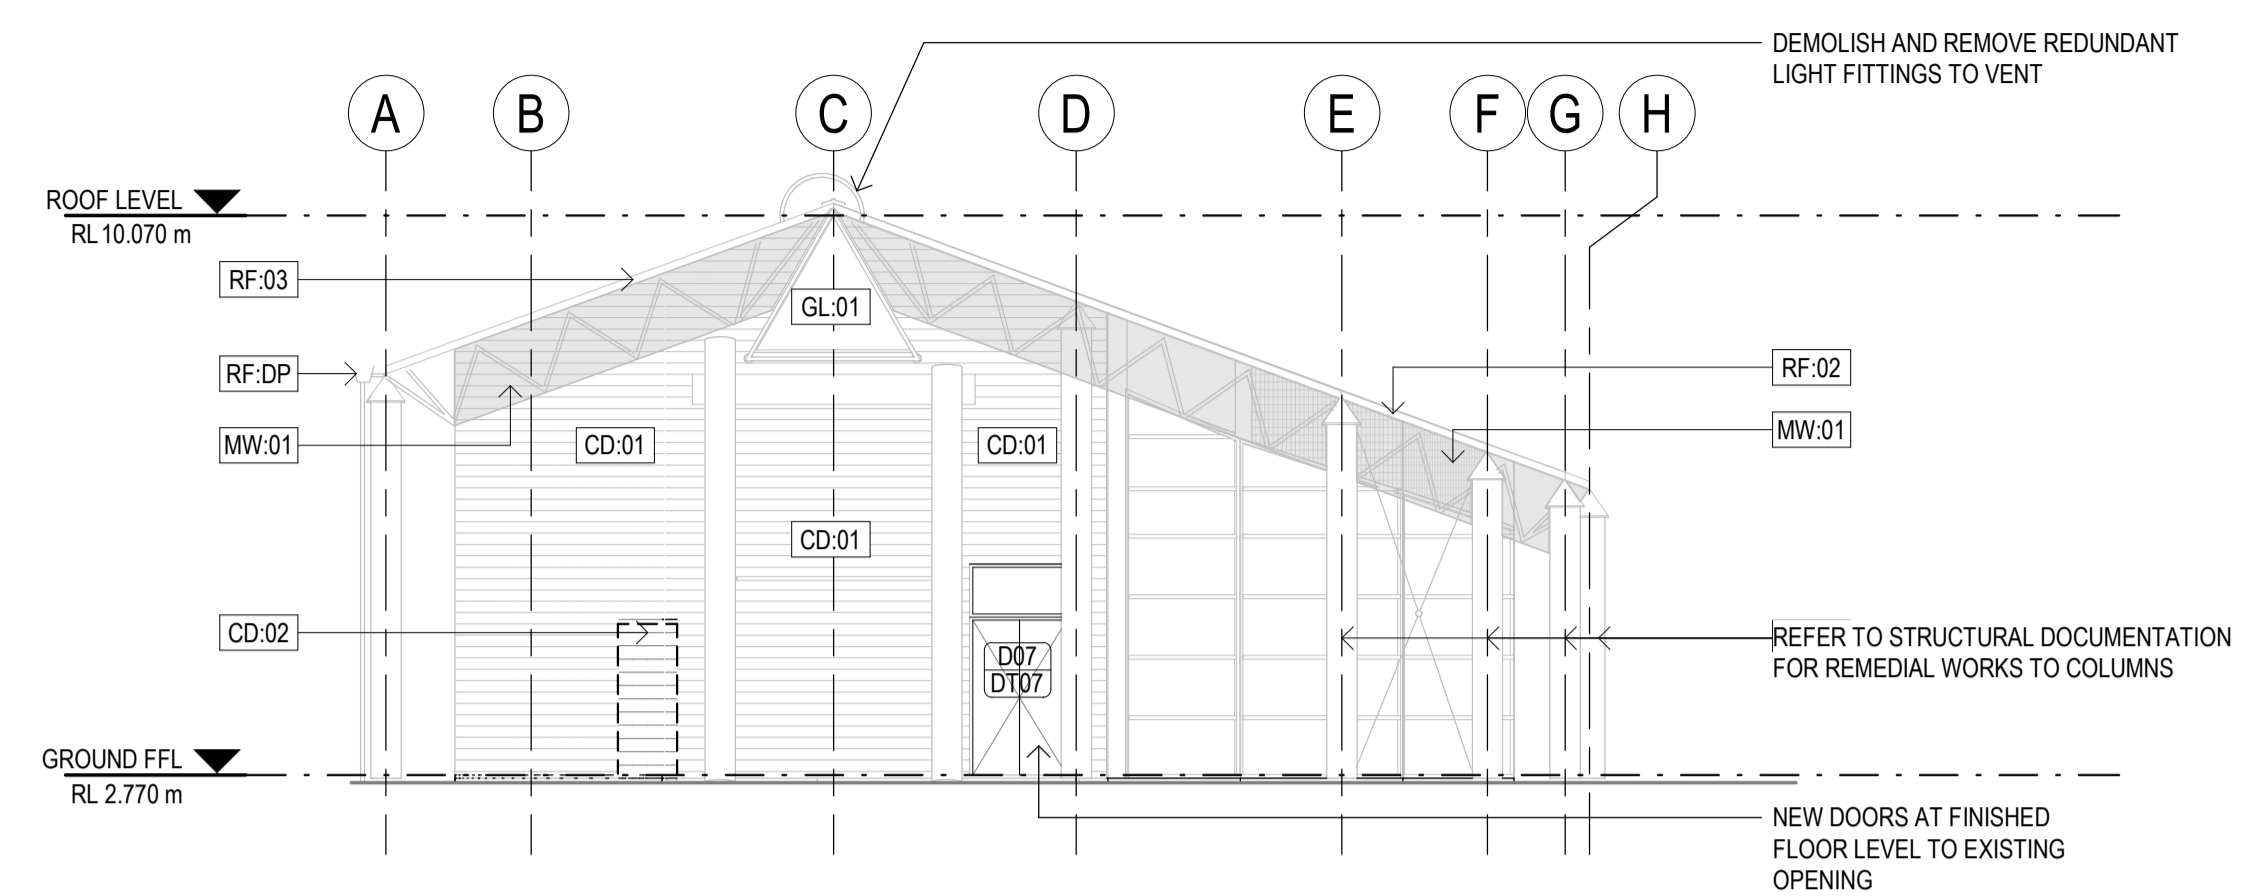 DEMOLISH AND REMOVE REDUNDANT
LIGHT FITTINGS TO VENT
A
B
C
D
E
F
G
H
ROOF LEVEL
RL 10.070 m
RF:03
GL:01
RF:DP
RF:02
MW:01
CD:01
CD:01
MW:01
CD:01
CD:02
D07
DT07
REFER TO STRUCTURAL DOCUMENTATION
FOR REMEDIAL WORKS TO COLUMNS
GROUND FFL
RL 2.770 m
NEW DOORS AT FINISHED
FLOOR LEVEL TO EXISTING
OPENING